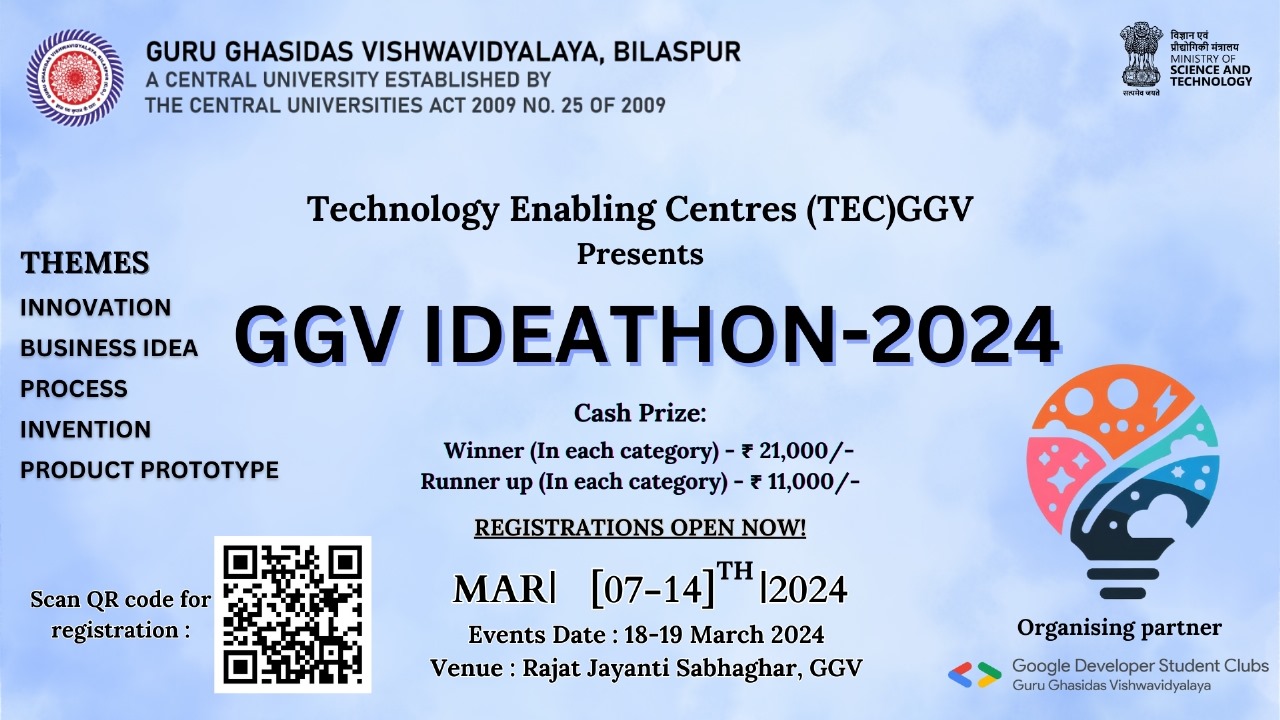 GURU GHASIDAS VISHWAVIDYALAYA, BILASPUR
A CENTRAL UNIVERSITY ESTABLISHED BY
THE CENTRAL UNIVERSITIES ACT 2009 NO. 25 OF 2009
सत्यमेव जयते
विज्ञान एवं
प्रौद्योगिकी मंत्रालय
MINISTRY OF
SCIENCE AND
TECHNOLOGY
Technology Enabling Centres (TEC)GGV
Presents
GGV IDEATHON-2024
THEMES
INNOVATION
BUSINESS IDEA
PROCESS
INVENTION
PRODUCT PROTOTYPE
Cash Prize:
Winner (In each category) - ₹ 21,000/-
Runner up (In each category) - ₹ 11,000/-
REGISTRATIONS OPEN NOW!
MAR| [07-14]TH |2024
Events Date : 18-19 March 2024
Venue : Rajat Jayanti Sabhaghar, GGV
Scan QR code for
registration :
Organising partner
Google Developer Student Clubs
Guru Ghasidas Vishwavidyalaya